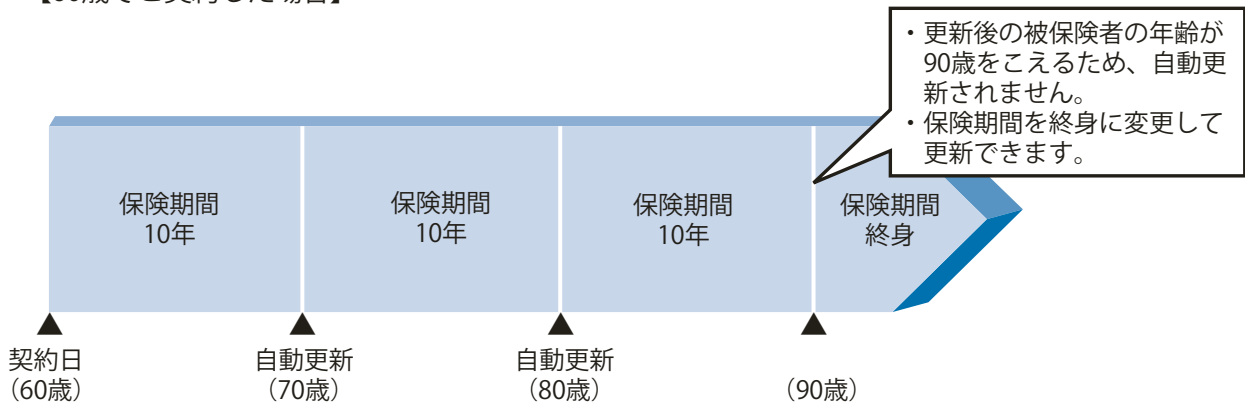 ・更新後の被保険者の年齢が
90歳をこえるため、自動更
新されません。
・保険期間を終身に変更して
更新できます。
保険期間
10年
保険期間
10年
保険期間
10年
保険期間
終身
契約日
（60歳）
自動更新
（70歳）
自動更新
（80歳）
（90歳）